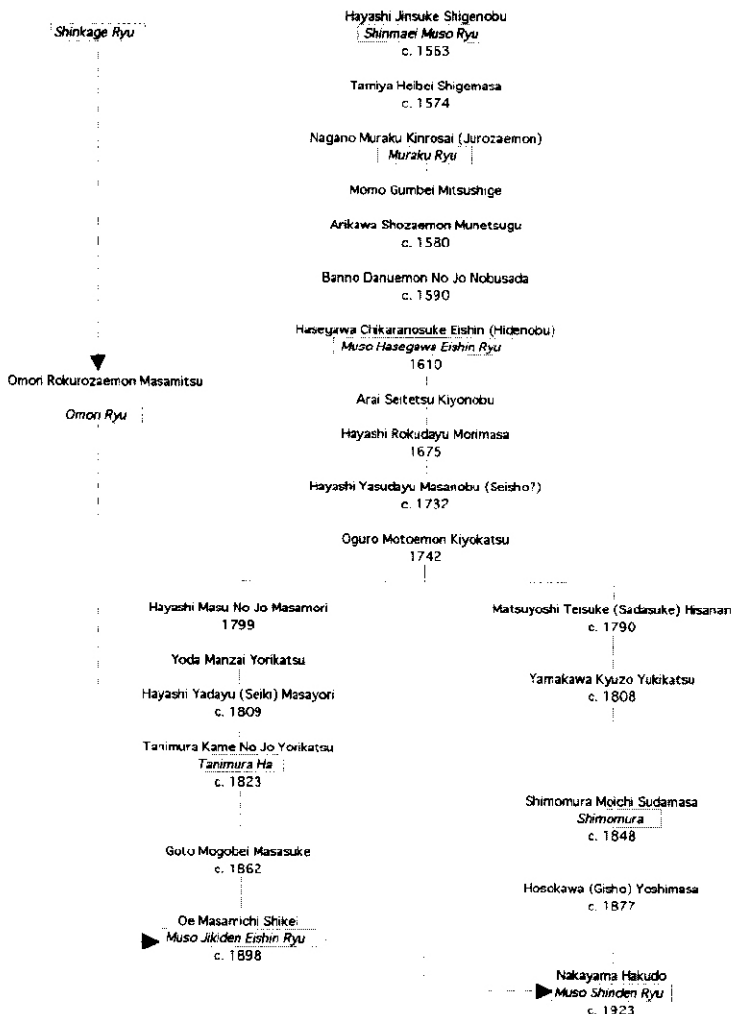 Shinkage Ryu
Hayashi Jinsuke Shigenobu
Shinmaei Muso Ryu
c. 1563
Tamiya Heibei Shigemasa
c. 1574
Nagano Muraku Kinrosai (Jurozaemon)
Muraku Ryu
Momo Gumbei Mitsushige
Arikawa Shozaemon Munetsugu
c. 1580
Banno Danuemon No Jo Nobusada
c. 1590
Hasegawa Chikaranosuke Eishin (Hidenobu)
Muso Hasegawa Eishin Ryu
1610
Omori Rokurozaemon Masamitsu
Omori Ryu
Arai Seitetsu Kiyonobu
Hayashi Rokudayu Morimasa
1675
Hayashi Yasudayu Masanobu (Seisho?)
c. 1732
Oguro Motoemon Kiyokatsu
1742
Hayashi Masu No Jo Masamori
1799
Yoda Manzai Yorikatsu
Hayashi Yadayu (Seiki) Masayori
c. 1809
Tanimura Kame No Jo Yorikatsu
Tanimura Ha
c. 1823
Goto Mogobei Masasuke
c. 1862
Oe Masamichi Shikei
Muso Jikiden Eishin Ryu
c. 1898
Matsuyoshi Teisuke (Sadasuke) Hisanari
c. 1790
Yamakawa Kyuzo Yukikatsu
c. 1808
Shimomura Moichi Sudamasa
Shimomura
c. 1848
Hosokawa (Gisho) Yoshimasa
c. 1877
Nakayama Hakudo
Muso Shinden Ryu
c. 1923